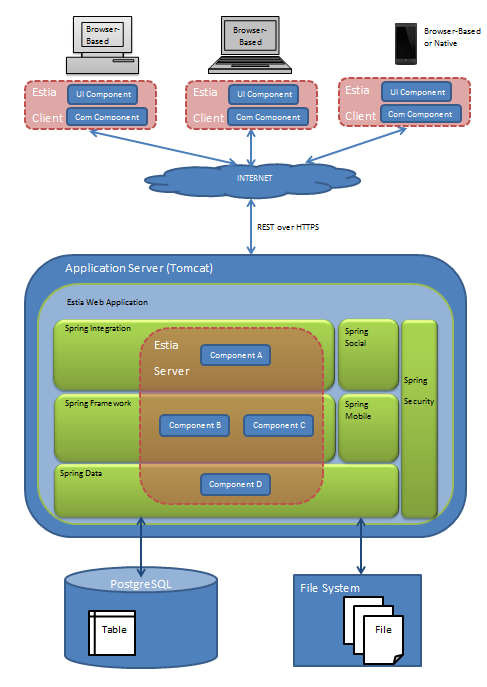 Browser-
Based
Browser-
Based
Browser-Based
or Native
Estia
UI Component
Client
Com Component
Estia
UI Component
Client
Com Component
Estia
UI Component
Client
Com Component
INTERNET
REST over HTTPS
Application Server (Tomcat)
Estia Web Application
Spring Integration
Estia
Server
Component A
Spring
Social
Spring
Security
Spring Framework
Component B
Component C
Spring
Mobile
Spring Data
Component D
PostgreSQL
Table
File System
File